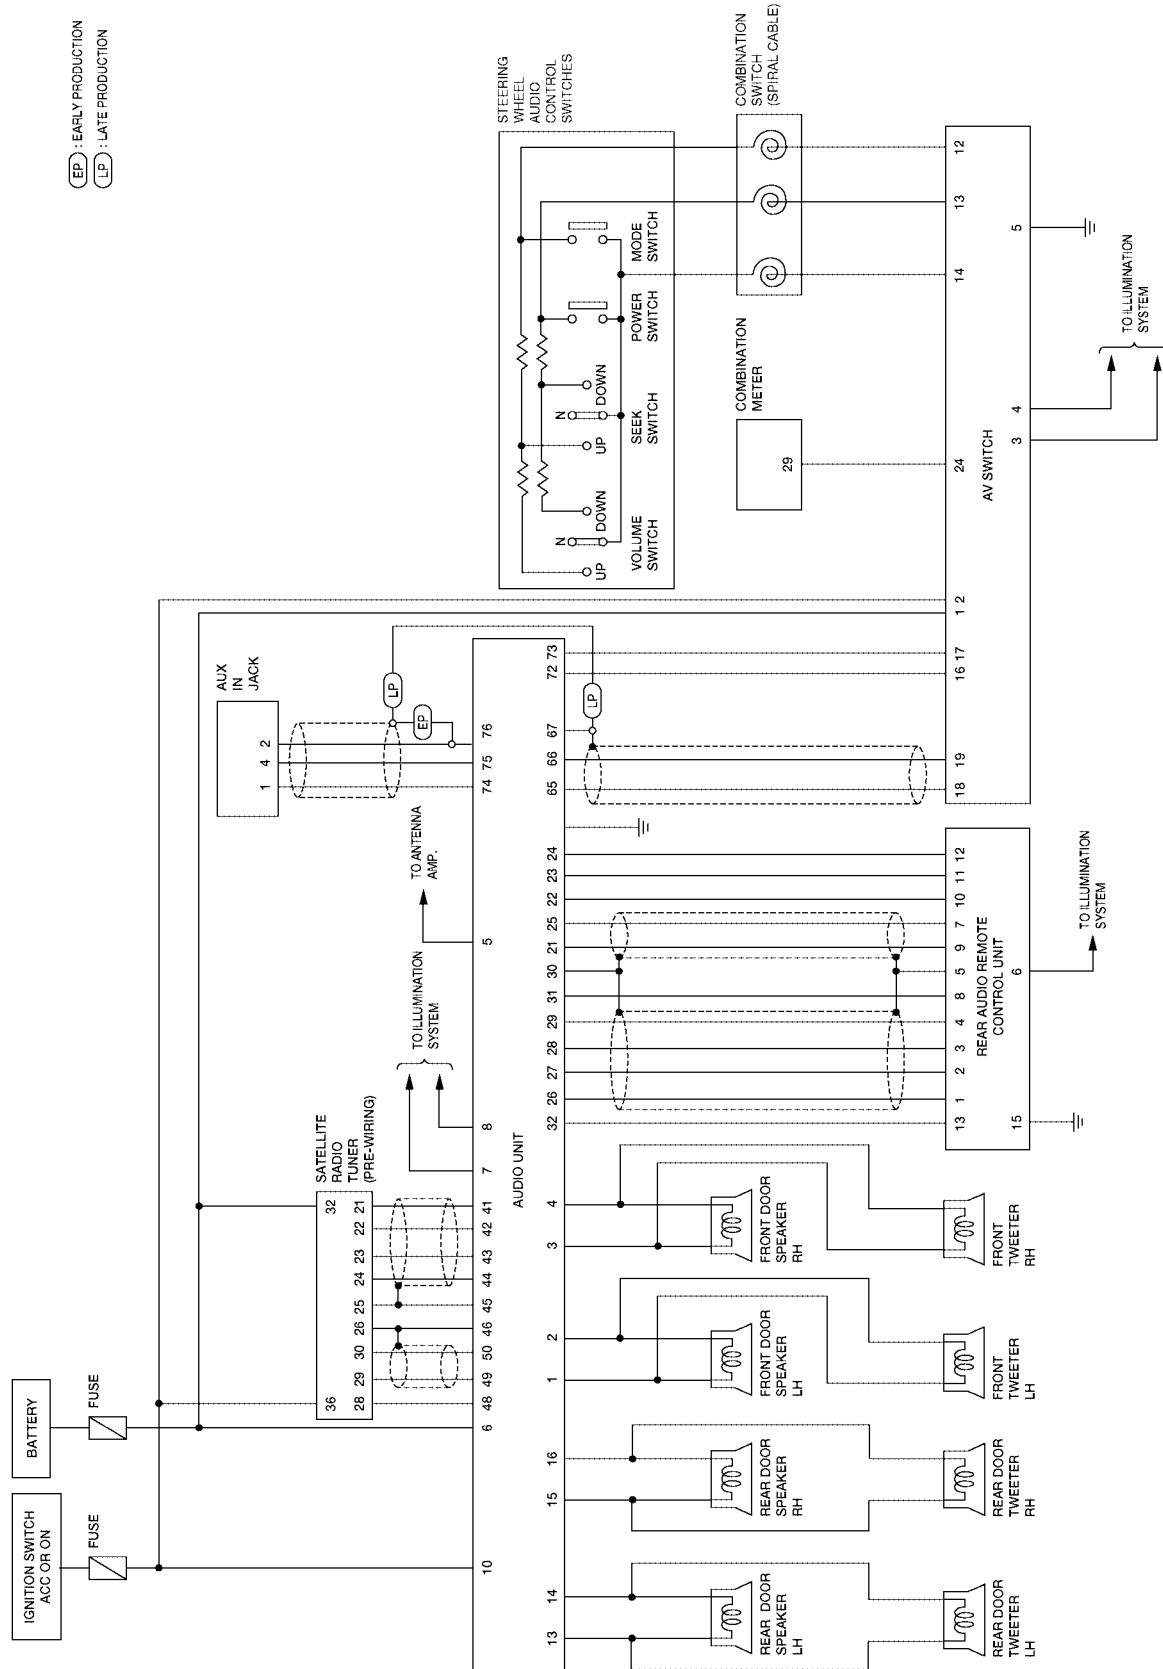 EP : EARLY PRODUCTION
LP : LATE PRODUCTION
IGNITION SWITCH
ACC OR ON
FUSE
BATTERY
FUSE
SATELLITE
RADIO
TUNER
(PRE-WIRING)
36
32
28 29 30 26 25 24 23 22 21
AUX
IN
JACK
1 4 2
EP
LP
TO ILLUMINATION
SYSTEM
TO ANTENNA
AMP.
10 6 48 49 50 46 45 44 43 42 41 7 8 5 74 75 76
AUDIO UNIT
13 14 15 16 1 2 3 4 32 26 27 28 29 31 30 21 25 22 23 24 65 66 67 72 73
LP
STEERING
WHEEL
AUDIO
CONTROL
SWITCHES
UP
N
DOWN
VOLUME
SWITCH
UP
N
DOWN
SEEK
SWITCH
POWER
SWITCH
MODE
SWITCH
REAR DOOR
SPEAKER
LH
REAR DOOR
SPEAKER
RH
FRONT DOOR
SPEAKER
LH
FRONT DOOR
SPEAKER
RH
COMBINATION
METER
29
COMBINATION
SWITCH
(SPIRAL CABLE)
REAR DOOR
TWEETER
LH
REAR DOOR
TWEETER
RH
FRONT
TWEETER
LH
FRONT
TWEETER
RH
13 1 2 3 4 8 5 9 7 10 11 12
REAR AUDIO REMOTE
CONTROL UNIT
15 6
TO ILLUMINATION
SYSTEM
18 19 16 17 1 2 24 14 13 12
AV SWITCH
3 4 5
TO ILLUMINATION
SYSTEM